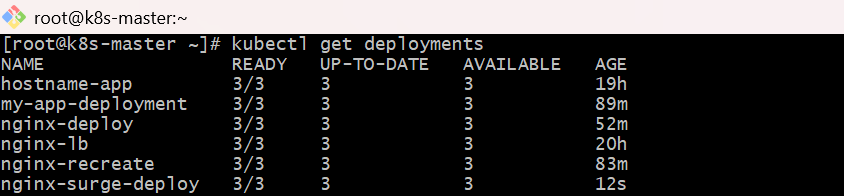 root@k8s-master:~
[root@k8s-master ~]# kubectl get deployments
NAME                 READY   UP-TO-DATE   AVAILABLE   AGE
hostname-app         3/3     3            3           19h
my-app-deployment    3/3     3            3           89m
nginx-deploy         3/3     3            3           52m
nginx-lb             3/3     3            3           20h
nginx-recreate       3/3     3            3           83m
nginx-surge-deploy   3/3     3            3           12s